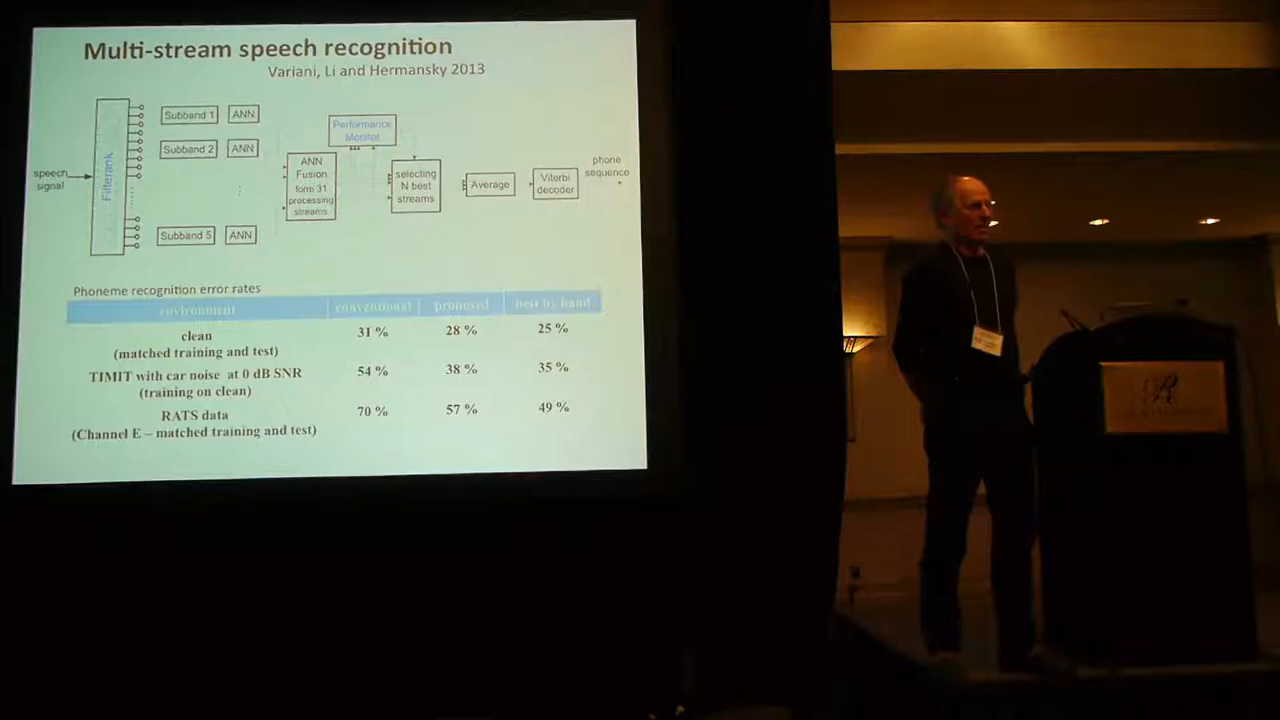 Multi-stream speech recognition
Variani, Li and Hermansky 2013
speech
signal
Filterank
Subband 1
ANN
Subband 2
ANN
Subband 5
ANN
ANN
Fusion
form 31
processing
streams
Performance
Monitor
selecting
N best
streams
Average
Viterbi
decoder
phone
sequence
Phoneme recognition error rates
environment conventional proposed best by hand
clean
(matched training and test)
31 % 28 % 25 %
TIMIT with car noise at 0 dB SNR
(training on clean)
54 % 38 % 35 %
RATS data
(Channel E – matched training and test)
70 % 57 % 49 %